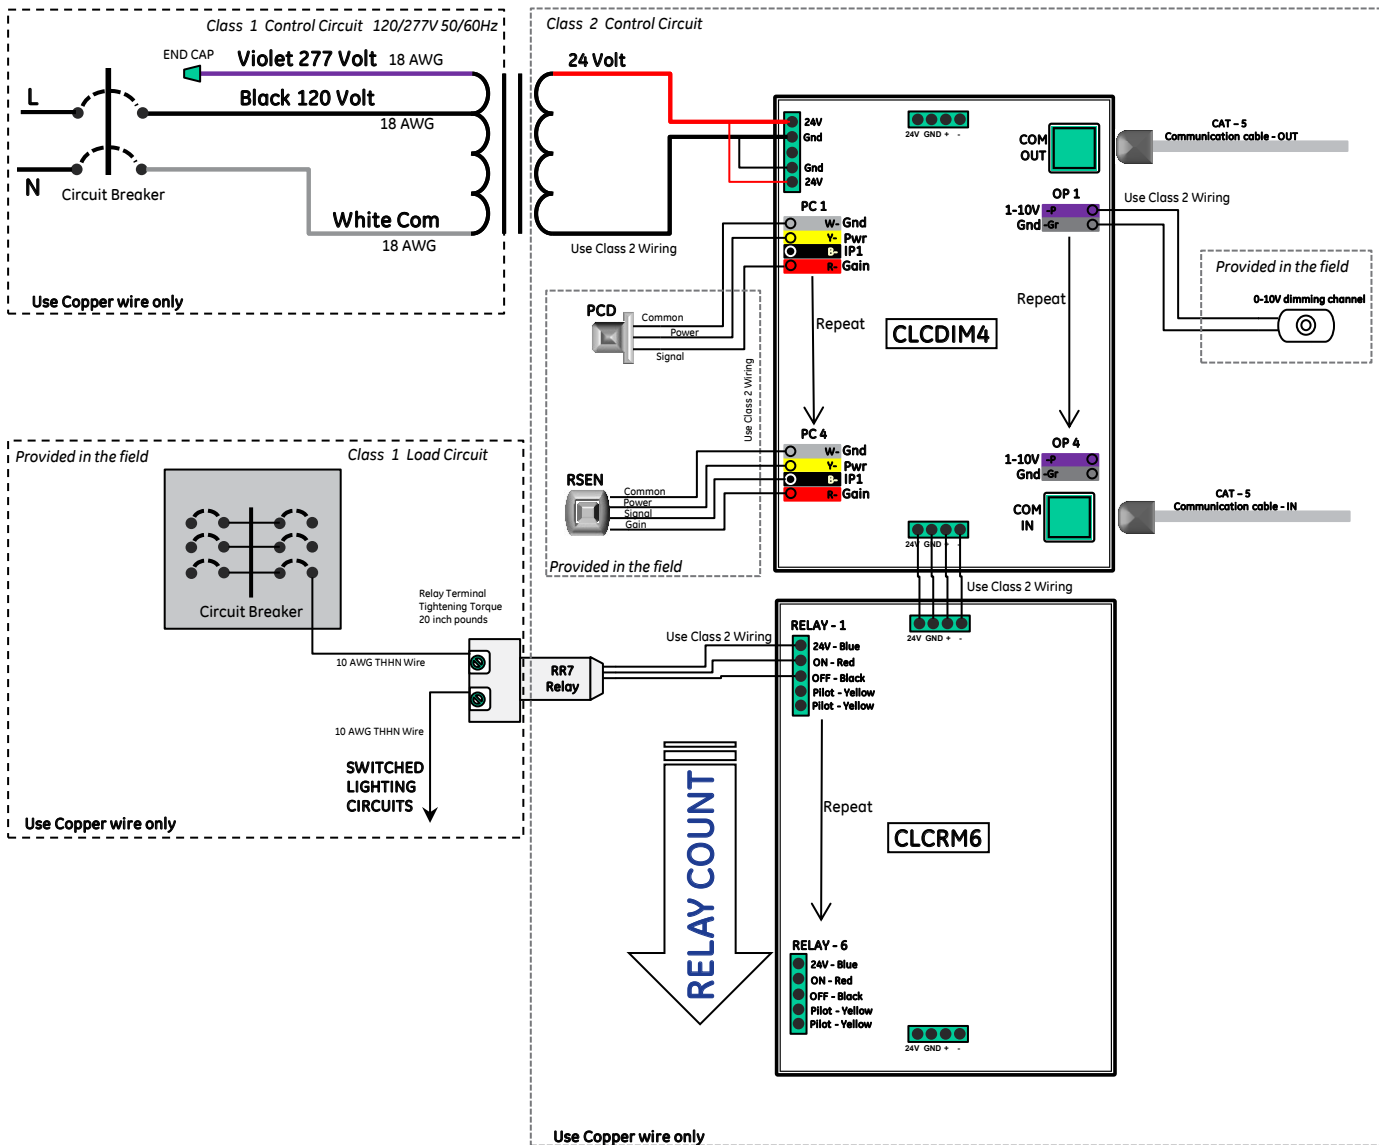 Class 1 Control Circuit 120/277V 50/60Hz
END CAP
Violet 277 Volt 18 AWG
L
Black 120 Volt
18 AWG
N
Circuit Breaker
White Com
18 AWG
Use Copper wire only
Class 2 Control Circuit
24 Volt
Use Class 2 Wiring
24V
Gnd
Gnd
24V
24V GND + -
COM
OUT
CAT - 5
Communication cable - OUT
PC 1
W- Gnd
Y- Pwr
B- IP1
R- Gain
OP 1
1-10V -P
Gnd -Gr
Use Class 2 Wiring
Provided in the field
0-10V dimming channel
Repeat
Repeat
CLCDIM4
PCD
Common
Power
Signal
Use Class 2 Wiring
PC 4
W- Gnd
Y- Pwr
B- IP1
R- Gain
RSEN
Common
Power
Signal
Gain
Provided in the field
OP 4
1-10V -P
Gnd -Gr
COM
IN
CAT - 5
Communication cable - IN
24V GND + -
Use Class 2 Wiring
24V GND + -
Provided in the field
Class 1 Load Circuit
Circuit Breaker
Relay Terminal
Tightening Torque
20 inch pounds
10 AWG THHN Wire
10 AWG THHN Wire
RR7
Relay
Use Class 2 Wiring
SWITCHED
LIGHTING
CIRCUITS
Use Copper wire only
RELAY - 1
24V - Blue
ON - Red
OFF - Black
Pilot - Yellow
Pilot - Yellow
Repeat
RELAY COUNT
CLCRM6
RELAY - 6
24V - Blue
ON - Red
OFF - Black
Pilot - Yellow
Pilot - Yellow
24V GND + -
Use Copper wire only